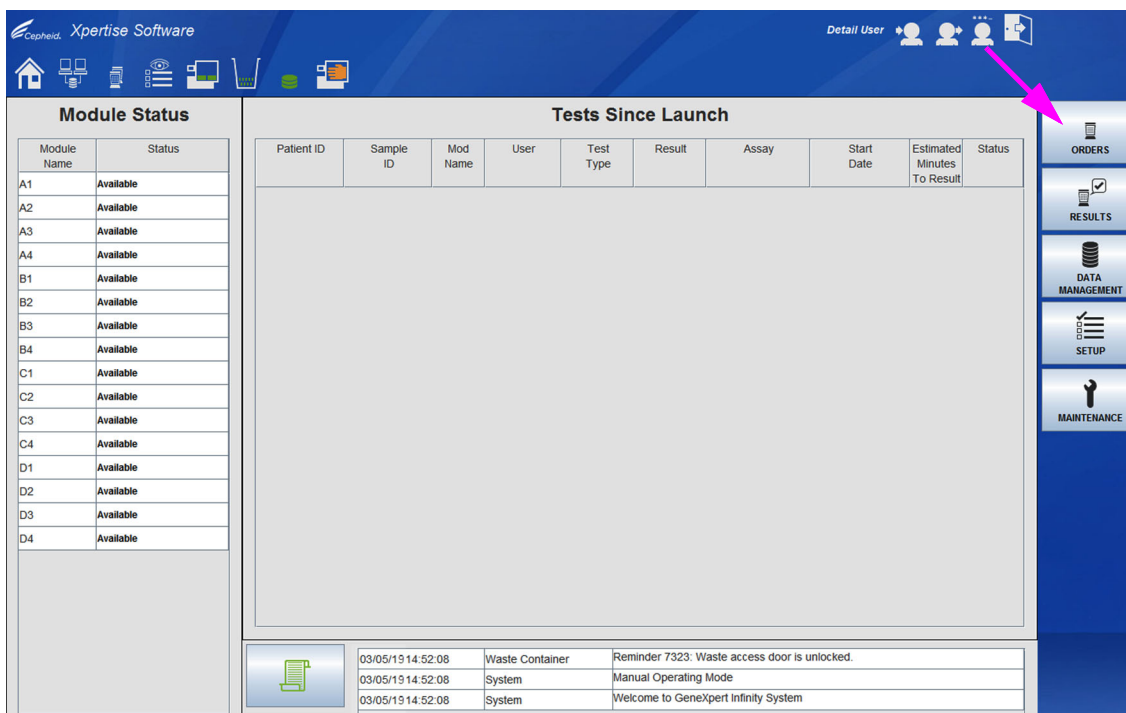 Cepheid. Xpertise Software
Detail User
Module Status
Module Name
Status
A1 Available
A2 Available
A3 Available
A4 Available
B1 Available
B2 Available
B3 Available
B4 Available
C1 Available
C2 Available
C3 Available
C4 Available
D1 Available
D2 Available
D3 Available
D4 Available
Tests Since Launch
Patient ID
Sample ID
Mod Name
User
Test Type
Result
Assay
Start Date
Estimated Minutes To Result
Status
03/05/19 14:52:08 Waste Container Reminder 7323: Waste access door is unlocked.
03/05/19 14:52:08 System Manual Operating Mode
03/05/19 14:52:08 System Welcome to GeneXpert Infinity System
ORDERS
RESULTS
DATA
MANAGEMENT
SETUP
MAINTENANCE